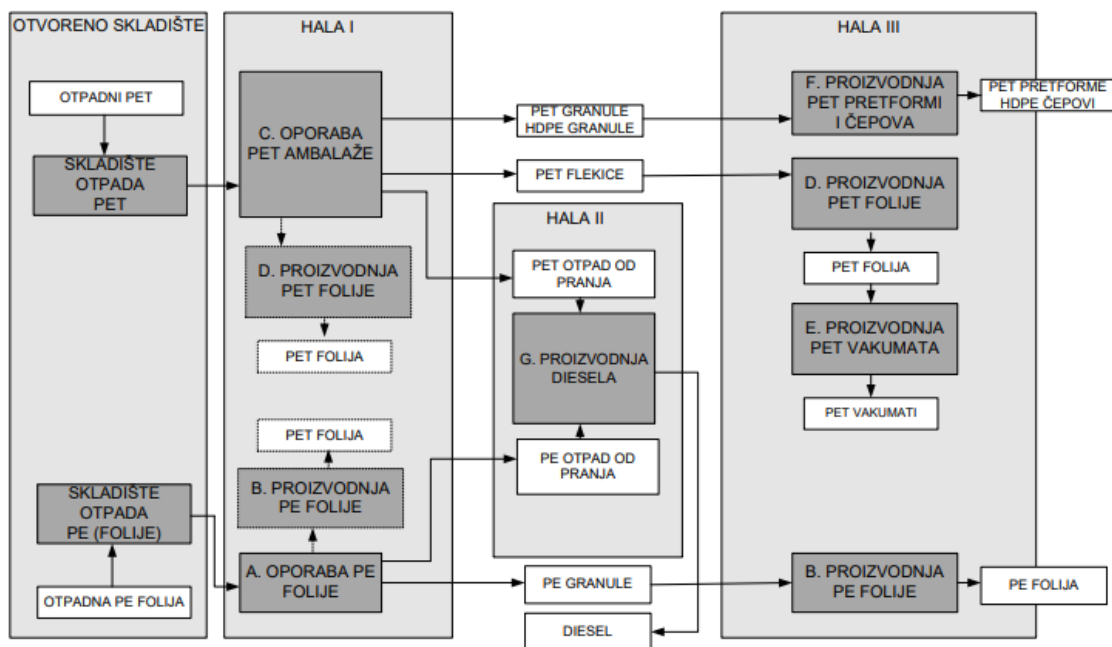 OTVORENO SKLADIŠTE
OTPADNI PET
SKLADIŠTE
OTPADA
PET
SKLADIŠTE
OTPADA
PE (FOLIJE)
OTPADNA PE FOLIJA
HALA I
C. OPORABA
PET AMBALAŽE
D. PROIZVODNJA
PET FOLIJE
PET FOLIJA
PET FOLIJA
B. PROIZVODNJA
PE FOLIJE
A. OPORABA PE
FOLIJE
PET GRANULE
HDPE GRANULE
PET FLEKICE
HALA II
PET OTPAD OD
PRANJA
G. PROIZVODNJA
DIESELA
PE OTPAD OD
PRANJA
PE GRANULE
DIESEL
HALA III
F. PROIZVODNJA
PET PRETFORMI
I ČEPOVA
D. PROIZVODNJA
PET FOLIJE
PET FOLIJA
E. PROIZVODNJA
PET VAKUMATA
PET VAKUMATI
B. PROIZVODNJA
PE FOLIJE
PET PRETFORME
HDPE ČEPOVI
PE FOLIJA